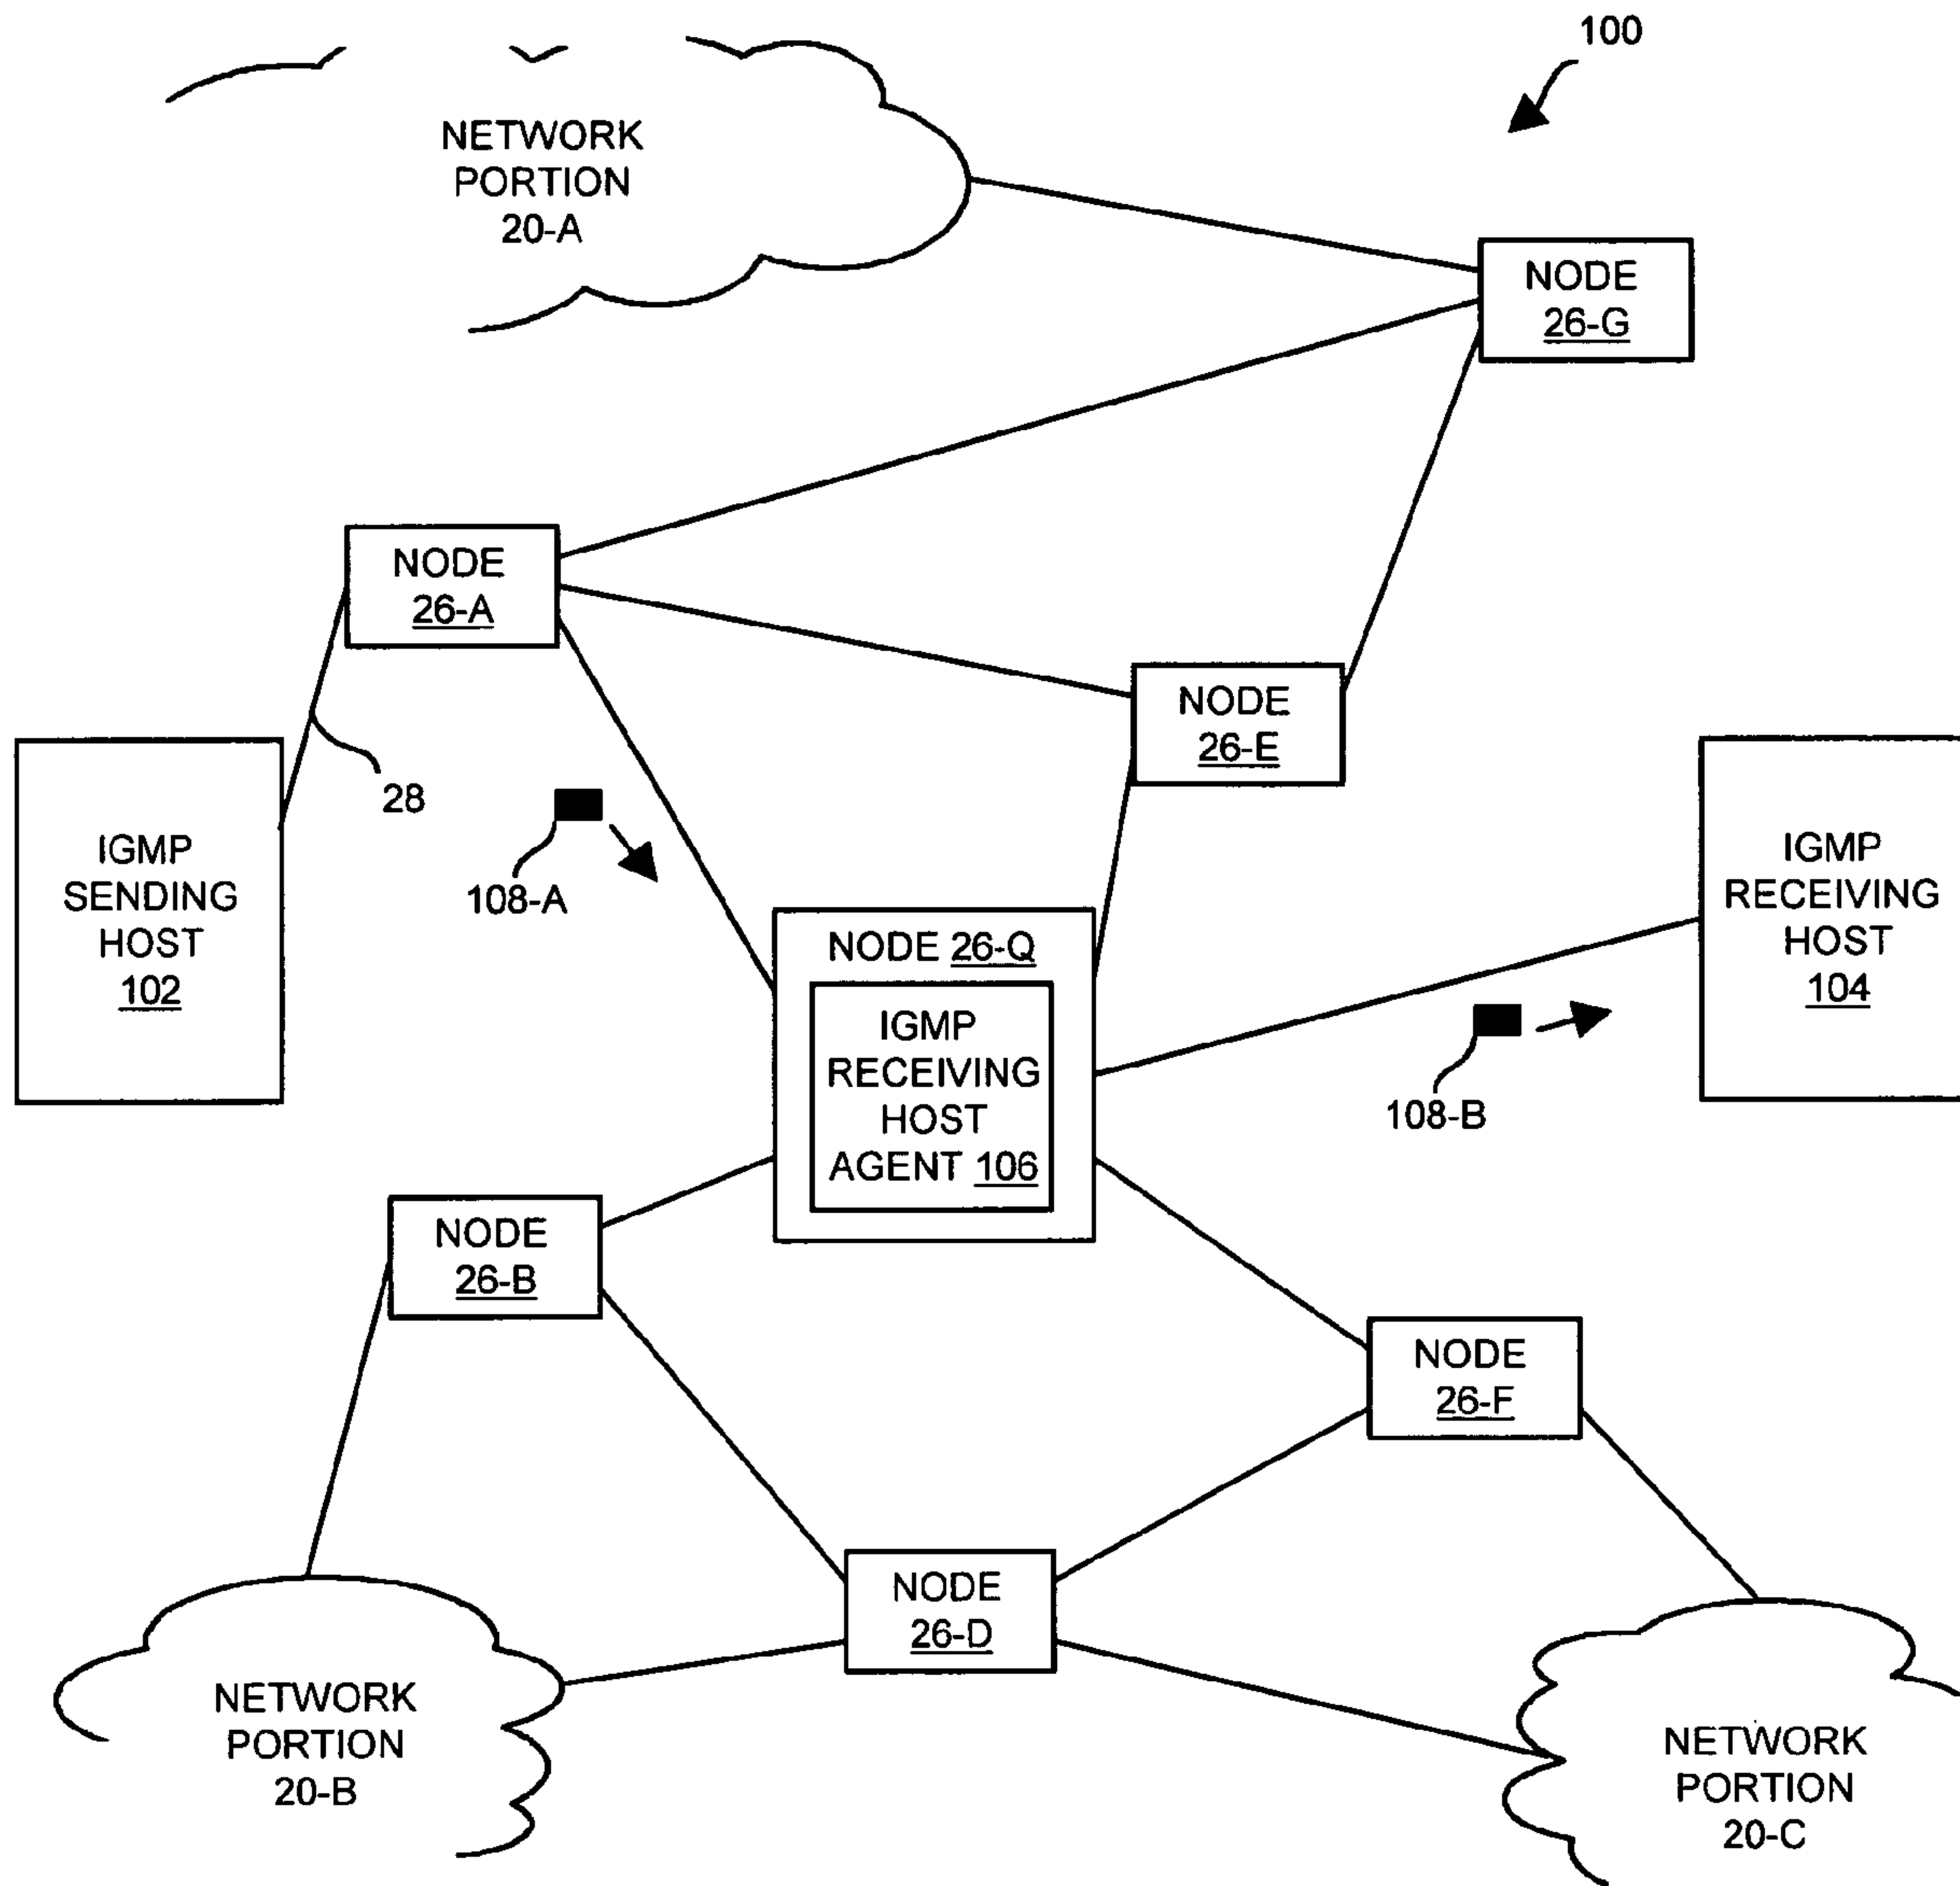 100
NETWORK
PORTION
20-A
NODE
26-G
NODE
26-A
NODE
26-E
28
IGMP
SENDING
HOST
102
108-A
IGMP
RECEIVING
HOST
104
NODE 26-Q
IGMP
RECEIVING
HOST
AGENT 106
108-B
NODE
26-B
NODE
26-F
NODE
26-D
NETWORK
PORTION
20-B
NETWORK
PORTION
20-C